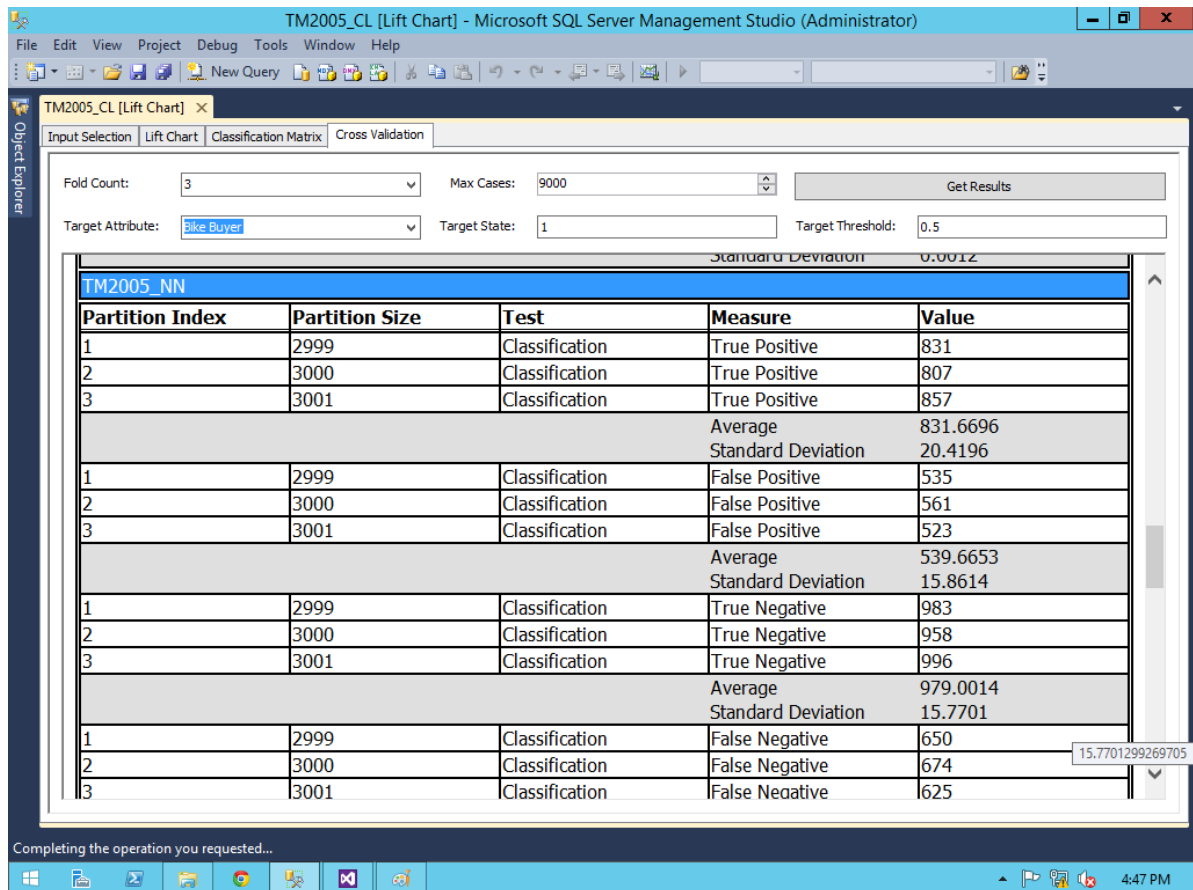 TM2005_CL [Lift Chart] - Microsoft SQL Server Management Studio (Administrator)
File Edit View Project Debug Tools Window Help
New Query
Object Explorer
TM2005_CL [Lift Chart]
Input Selection Lift Chart Classification Matrix Cross Validation
Fold Count: 3 Max Cases: 9000 Get Results
Target Attribute: Bike Buyer Target State: 1 Target Threshold: 0.5
Standard Deviation 0.0012
TM2005_NN
Partition Index Partition Size Test Measure Value
1 2999 Classification True Positive 831
2 3000 Classification True Positive 807
3 3001 Classification True Positive 857
Average 831.6696
Standard Deviation 20.4196
1 2999 Classification False Positive 535
2 3000 Classification False Positive 561
3 3001 Classification False Positive 523
Average 539.6653
Standard Deviation 15.8614
1 2999 Classification True Negative 983
2 3000 Classification True Negative 958
3 3001 Classification True Negative 996
Average 979.0014
Standard Deviation 15.7701
1 2999 Classification False Negative 650
15.7701299269705
2 3000 Classification False Negative 674
3 3001 Classification False Negative 625
Completing the operation you requested...
4:47 PM